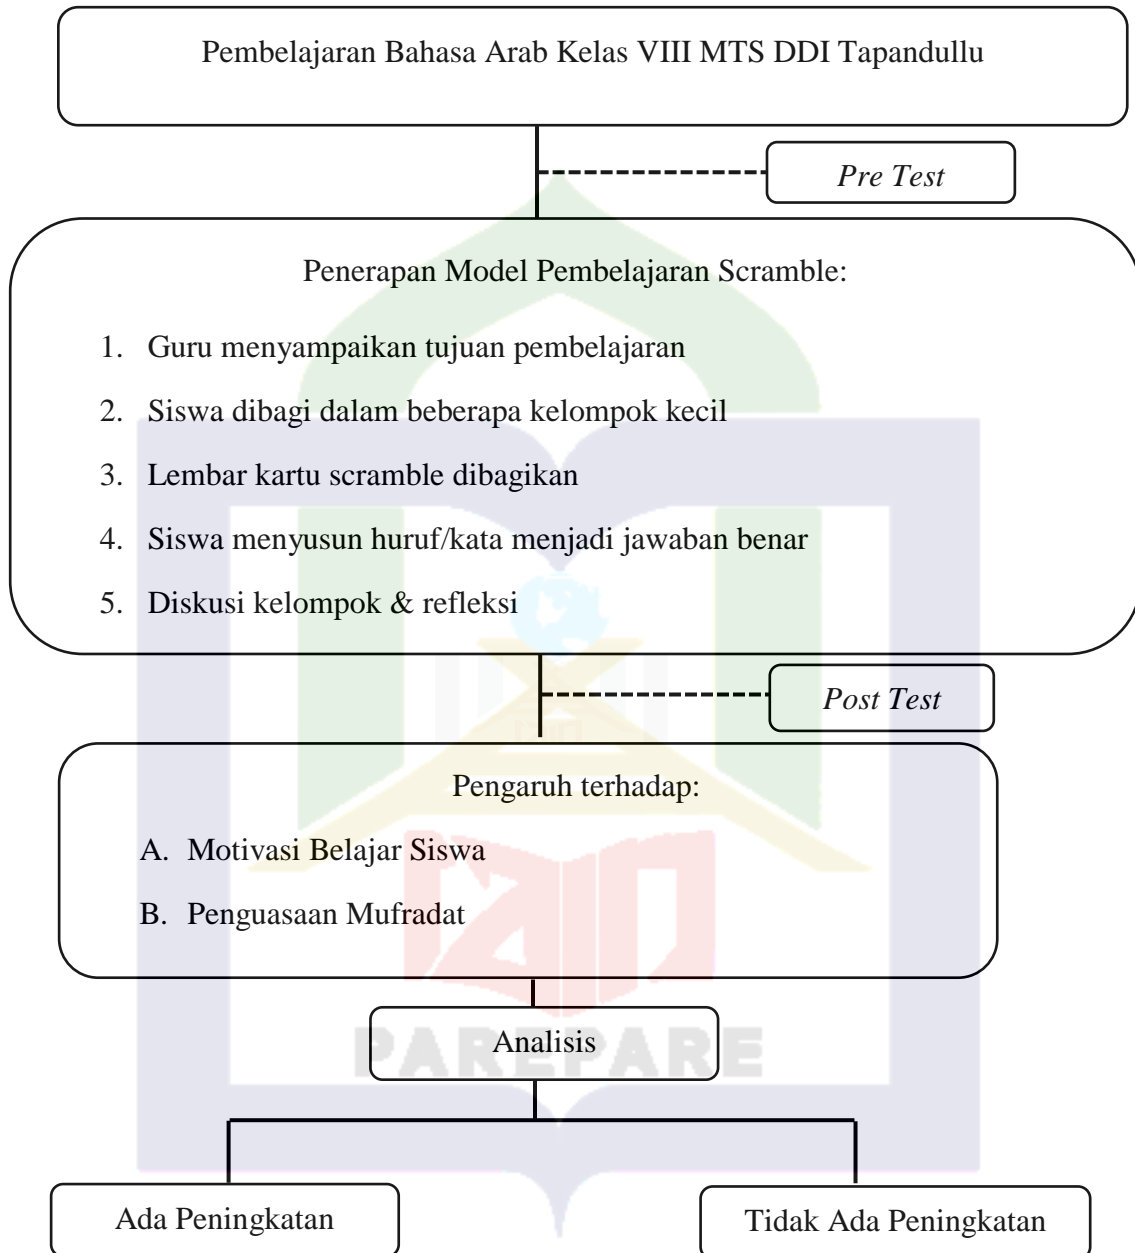 Pembelajaran Bahasa Arab Kelas VIII MTS DDI Tapandullu
Pre Test
Penerapan Model Pembelajaran Scramble:
1. Guru menyampaikan tujuan pembelajaran
2. Siswa dibagi dalam beberapa kelompok kecil
3. Lembar kartu scramble dibagikan
4. Siswa menyusun huruf/kata menjadi jawaban benar
5. Diskusi kelompok & refleksi
Post Test
Pengaruh terhadap:
A. Motivasi Belajar Siswa
B. Penguasaan Mufradat
Analisis
PAREPARE
Ada Peningkatan
Tidak Ada Peningkatan